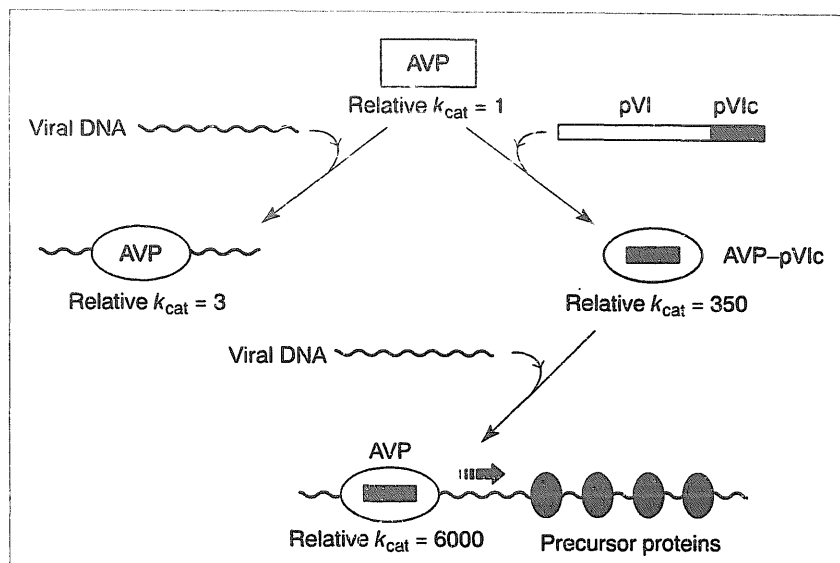 AVP
Relative kcat = 1
pVI pVIc
Viral DNA
AVP
AVP–pVIc
Relative kcat = 3
Relative kcat = 350
Viral DNA
AVP
Relative kcat = 6000
Precursor proteins